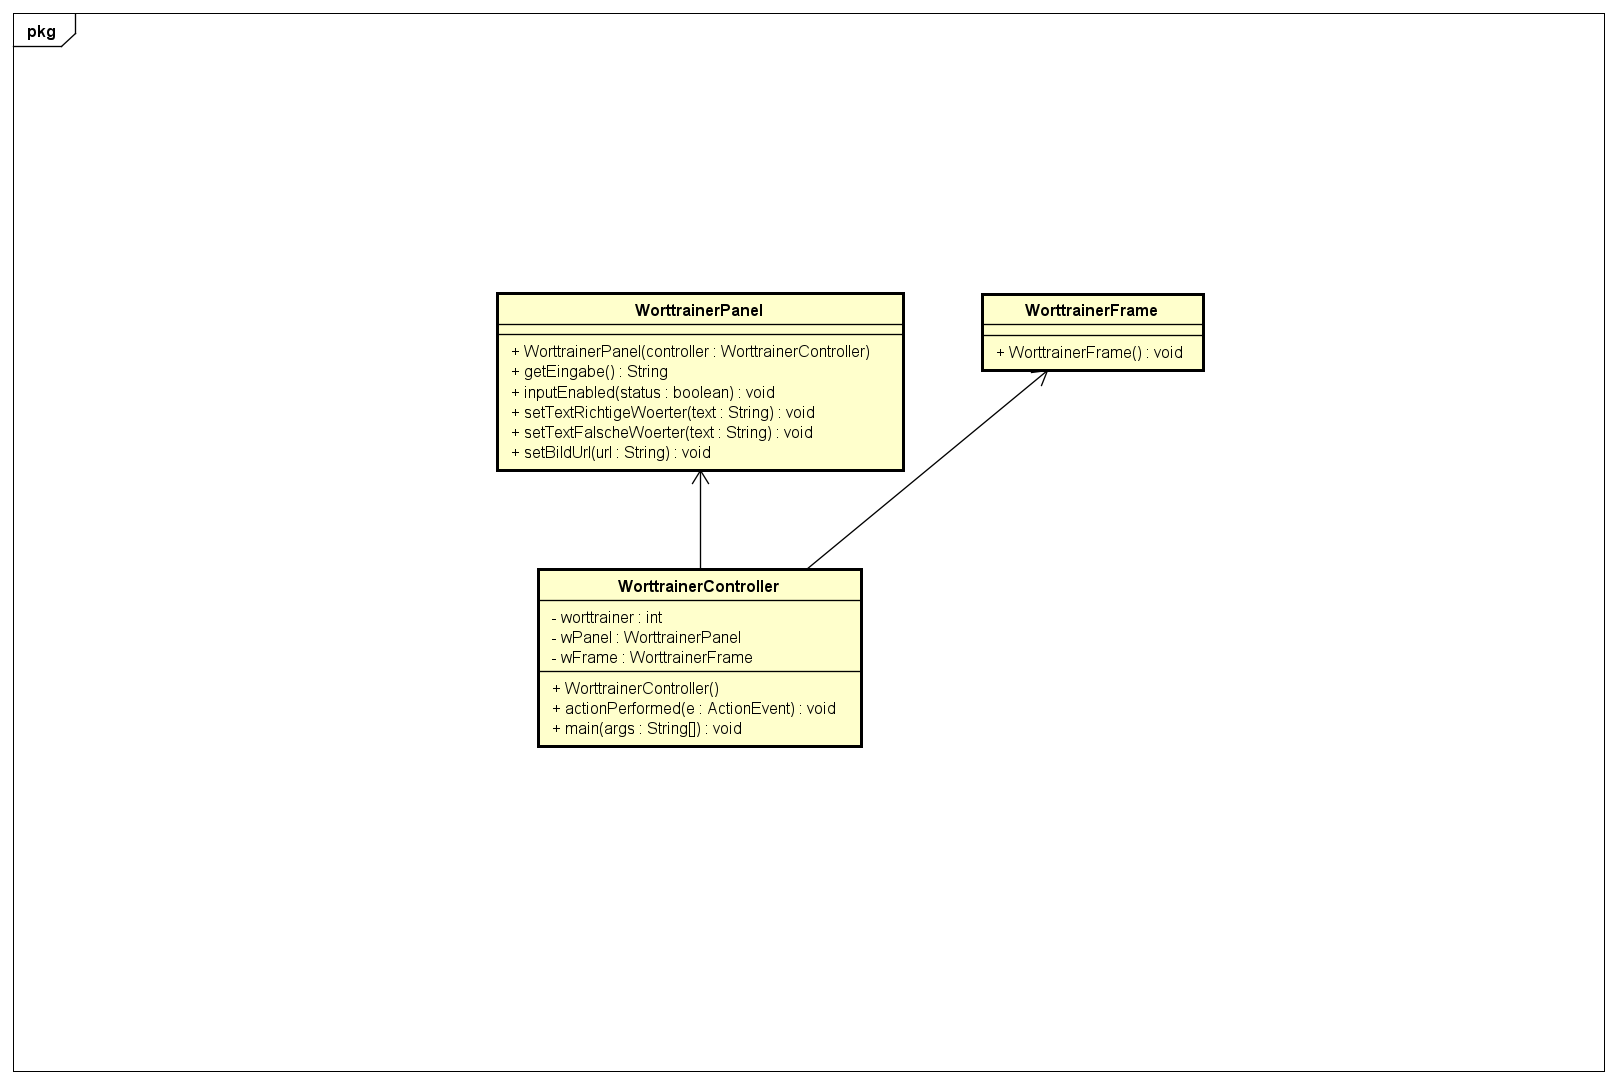 pkg
WorttrainerPanel
+ WorttrainerPanel(controller : WorttrainerController)
+ getEingabe() : String
+ inputEnabled(status : boolean) : void
+ setTextRichtigeWoerter(text : String) : void
+ setTextFalscheWoerter(text : String) : void
+ setBildUrl(url : String) : void
WorttrainerFrame
+ WorttrainerFrame() : void
WorttrainerController
- worttrainer : int
- wPanel : WorttrainerPanel
- wFrame : WorttrainerFrame
+ WorttrainerController()
+ actionPerformed(e : ActionEvent) : void
+ main(args : String[]) : void